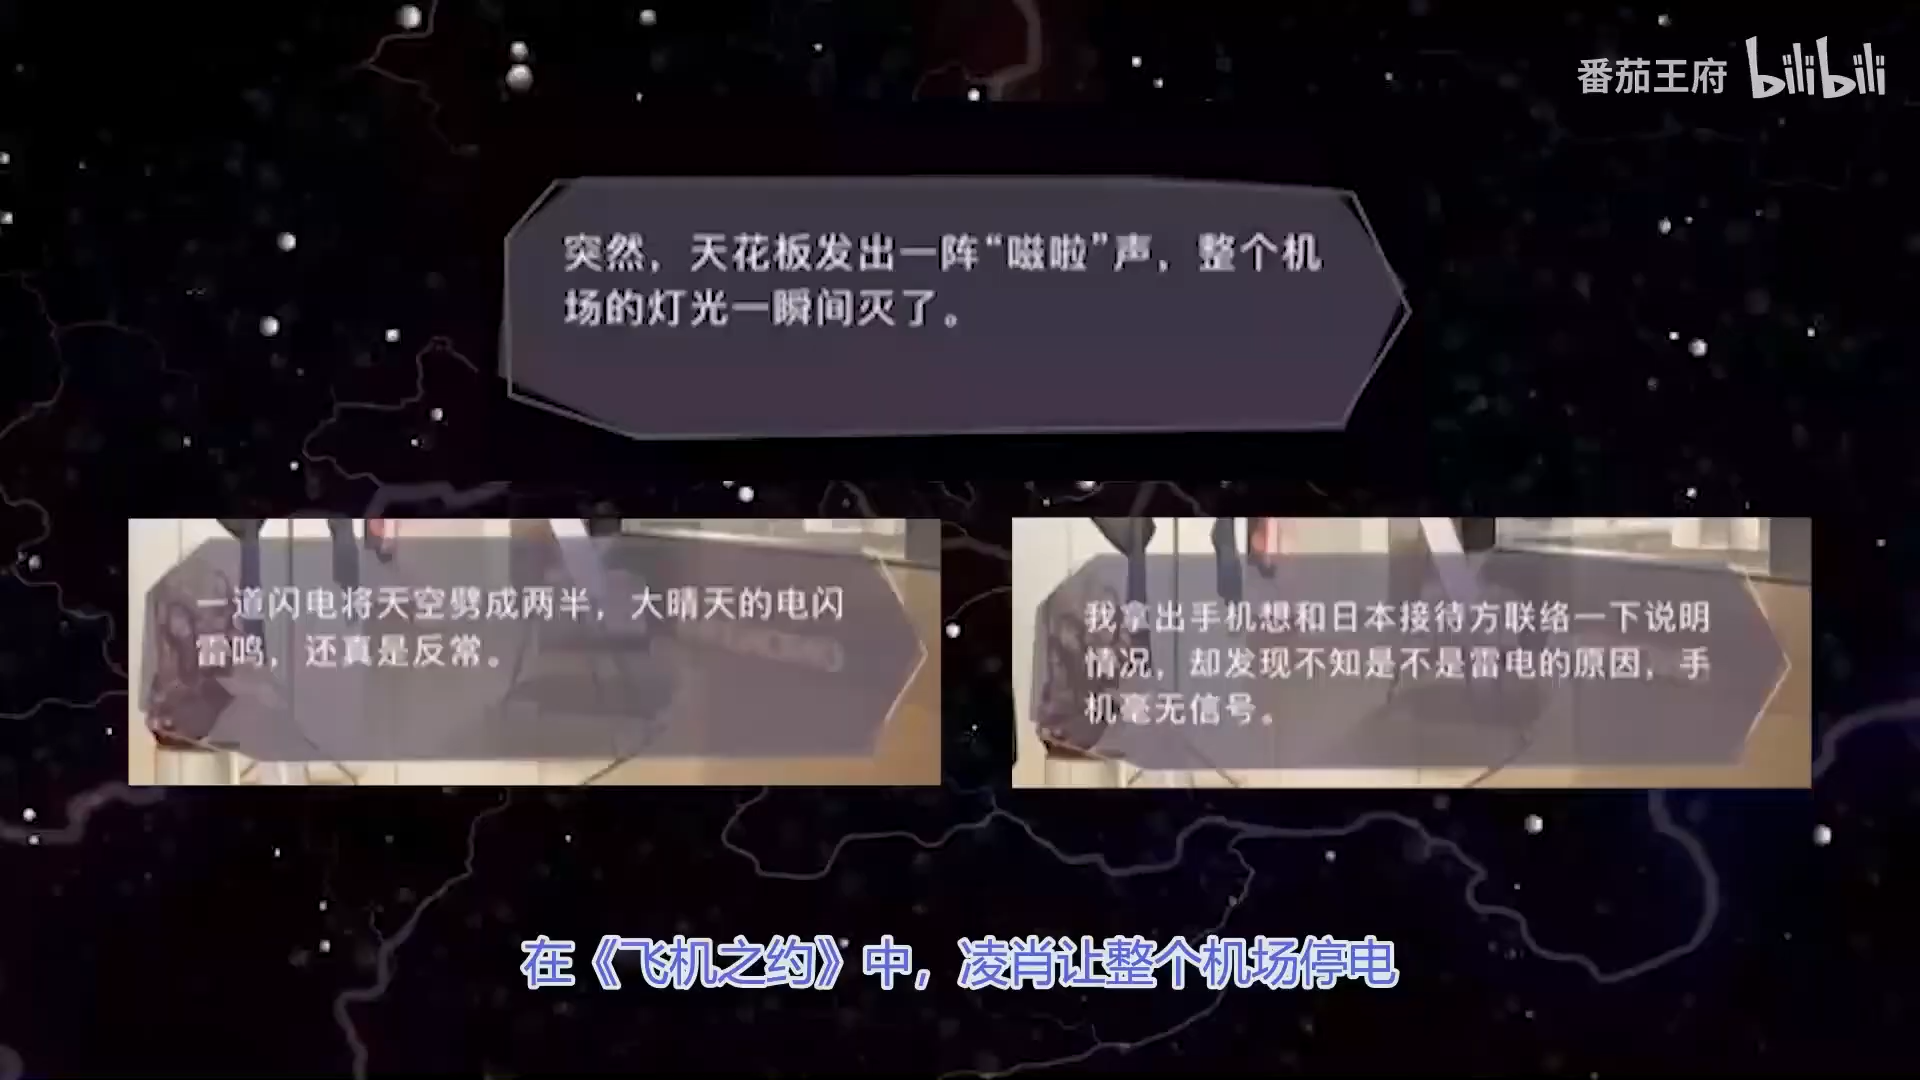 番茄王府 bilibili
突然，天花板发出一阵“嗞啦”声，整个机
场的灯光一瞬间灭了。
一道闪电将天空劈成两半，大晴天的电闪
雷鸣，还真是反常。
我拿出手机想和日本接待方联络一下说明
情况，却发现不知是不是雷电的原因，手
机毫无信号。
在《飞机之约》中，凌肖让整个机场停电